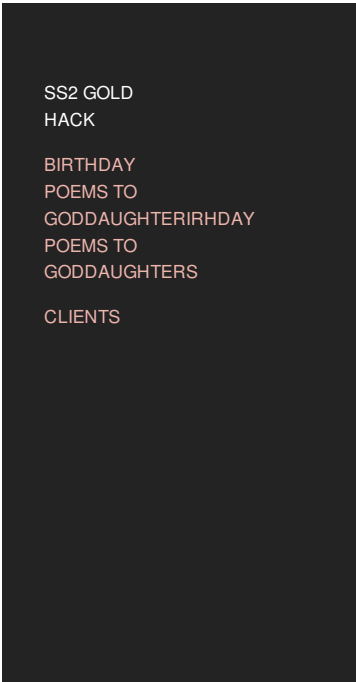 SS2 GOLD
HACK
BIRTHDAY
POEMS TO
GODDAUGHTERIRHDAY
POEMS TO
GODDAUGHTERS
CLIENTS